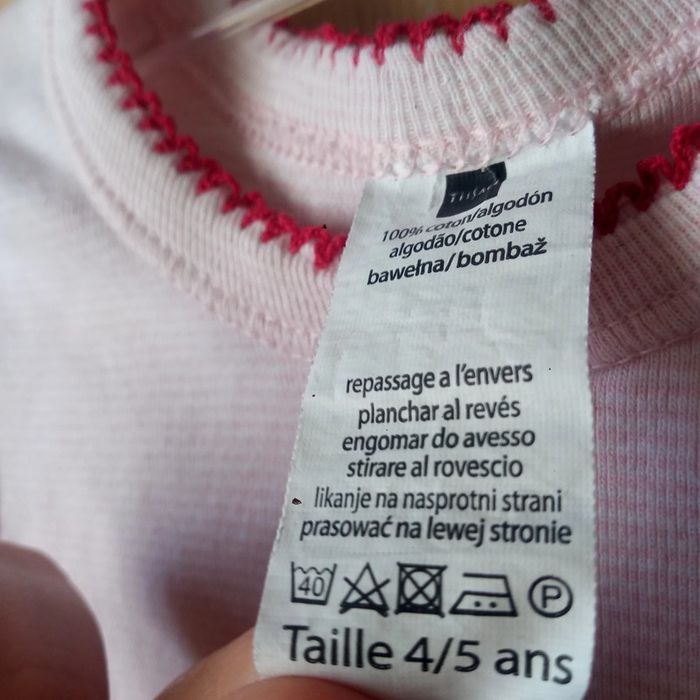 100% coton/algodón
algodão/cotone
bawełna/bombaž
repassage a l'envers
planchar al revés
engomar do avesso
stirare al rovescio
likanje na nasprotni strani
prasować na lewej stronie
40 P
Taille 4/5 ans